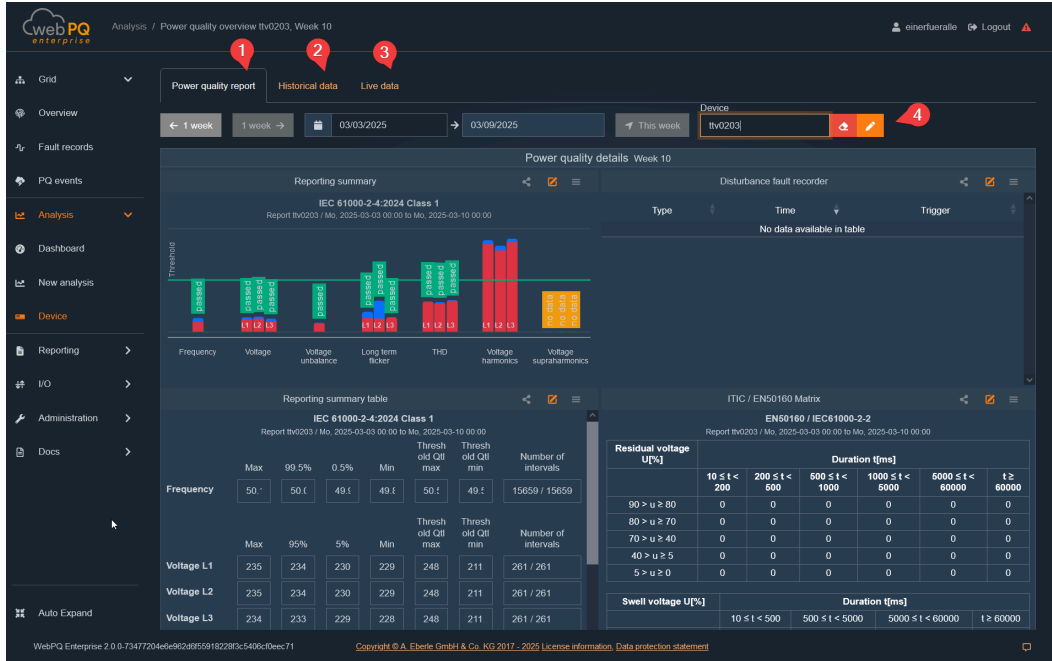 web PQ
enterprise
Analysis / Power quality overview ttv0203, Week 10
einerfueralle Logout
1 2 3 4
Grid
Overview
Fault records
PQ events
Analysis
Dashboard
New analysis
Device
Reporting
I/O
Administration
Docs
Auto Expand
Power quality report Historical data Live data
Device
← 1 week 1 week → 03/03/2025 → 03/09/2025 This week ttv0203
Power quality details Week 10
Reporting summary
IEC 61000-2-4:2024 Class 1
Report ttv0203 / Mo, 2025-03-03 00:00 to Mo, 2025-03-10 00:00
Threshold
passed passed passed passed passed passed passed passed passed passed passed no data no data no data
L1 L2 L3 L1 L2 L3 L1 L2 L3 L1 L2 L3
Frequency Voltage Voltage unbalance Long term flicker THD Voltage harmonics Voltage supraharmonics
Disturbance fault recorder
Type Time Trigger
No data available in table
Reporting summary table
IEC 61000-2-4:2024 Class 1
Report ttv0203 / Mo, 2025-03-03 00:00 to Mo, 2025-03-10 00:00
Max 99.5% 0.5% Min Thresh old Qtl max Thresh old Qtl min Number of intervals
Frequency 50. 50.( 49.9 49.8 50.5 49.5 15659 / 15659
Max 95% 5% Min Thresh old Qtl max Thresh old Qtl min Number of intervals
Voltage L1 235 234 230 229 248 211 261 / 261
Voltage L2 235 234 230 229 248 211 261 / 261
Voltage L3 234 233 229 228 248 211 261 / 261
ITIC / EN50160 Matrix
EN50160 / IEC61000-2-2
Report ttv0203 / Mo, 2025-03-03 00:00 to Mo, 2025-03-10 00:00
Residual voltage U[%] Duration t[ms]
10 ≤ t < 200 200 ≤ t < 500 500 ≤ t < 1000 1000 ≤ t < 5000 5000 ≤ t < 60000 t ≥ 60000
90 > u ≥ 80 0 0 0 0 0 0
80 > u ≥ 70 0 0 0 0 0 0
70 > u ≥ 40 0 0 0 0 0 0
40 > u ≥ 5 0 0 0 0 0 0
5 > u ≥ 0 0 0 0 0 0 0
Swell voltage U[%] Duration t[ms]
10 ≤ t < 500 500 ≤ t < 5000 5000 ≤ t < 60000 t ≥ 60000
WebPQ Enterprise 2.0.0-73477204e6e962d6f55918228f3c5406cf0eec71
Copyright © A. Eberle GmbH & Co. KG 2017 - 2025 License information, Data protection statement